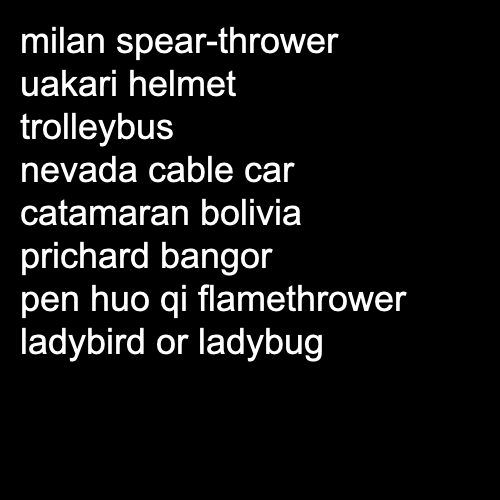 milan spear-thrower
uakari helmet
trolleybus
nevada cable car
catamaran bolivia
prichard bangor
pen huo qi flamethrower
ladybird or ladybug